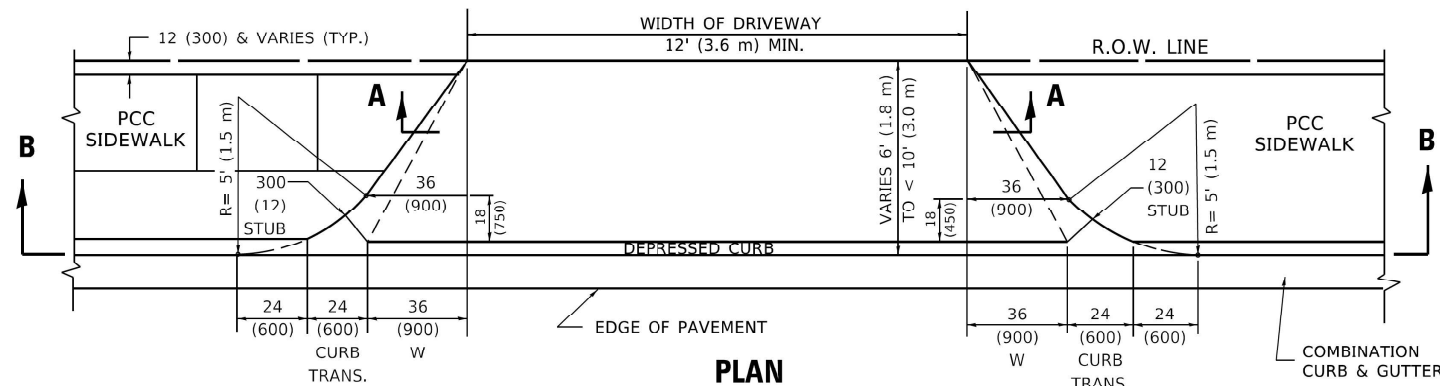 WIDTH OF DRIVEWAY
12' (3.6 m) MIN.
12 (300) & VARIES (TYP.)
R.O.W. LINE
A
A
PCC
SIDEWALK
PCC
SIDEWALK
B
B
R= 5' (1.5 m)
300
(12)
STUB
36
(900)
18
(750)
VARIES 6' (1.8 m)
TO < 10' (3.0 m)
36
(900)
18
(450)
12
(300)
STUB
R= 5' (1.5 m)
DEPRESSED CURB
24
(600)
24
(600)
CURB
TRANS.
36
(900)
W
EDGE OF PAVEMENT
PLAN
36
(900)
W
24
(600)
CURB
TRANS.
24
(600)
COMBINATION
CURB & GUTTER